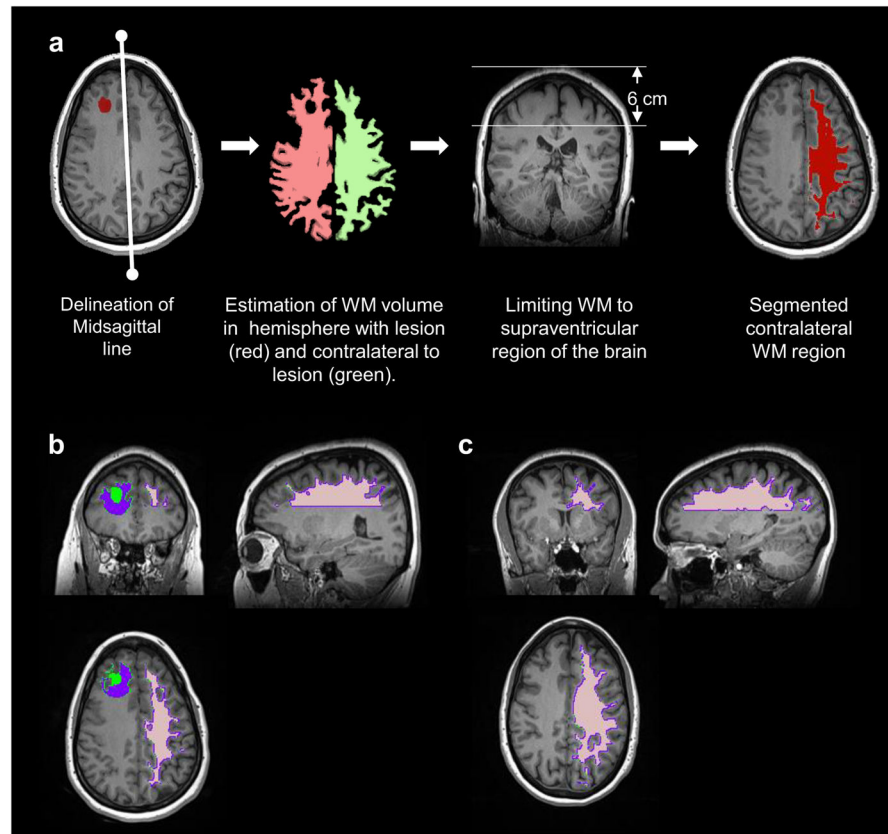 a
6 cm
Delineation of
Midsagittal
line
Estimation of WM volume
in hemisphere with lesion
(red) and contralateral to
lesion (green).
Limiting WM to
supraventricular
region of the brain
Segmented
contralateral
WM region
b
c